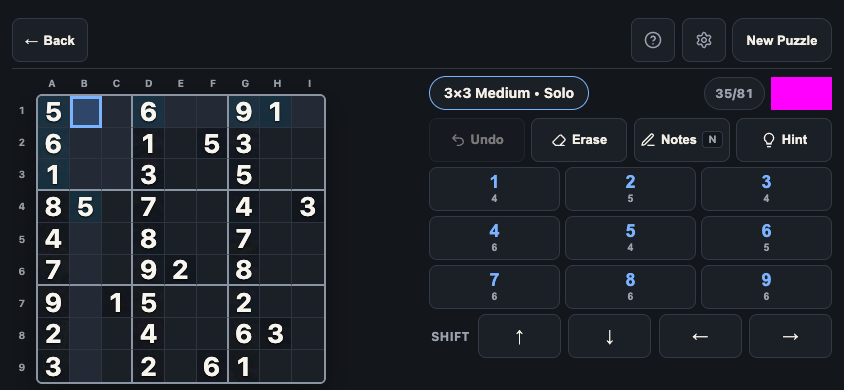 ← Back
New Puzzle
A B C D E F G H I
3×3 Medium • Solo
35/81
1 5 6 9 1
2 6 1 5 3
3 1 3 5
4 8 5 7 4 3
5 4 8 7
6 7 9 2 8
7 9 1 5 2
8 2 4 6 3
9 3 2 6 1
Undo
Erase
Notes N
Hint
1 2 3
4 5 4
4 5 6
6 4 5
7 8 9
6 6 6
SHIFT ↑ ↓ ← →